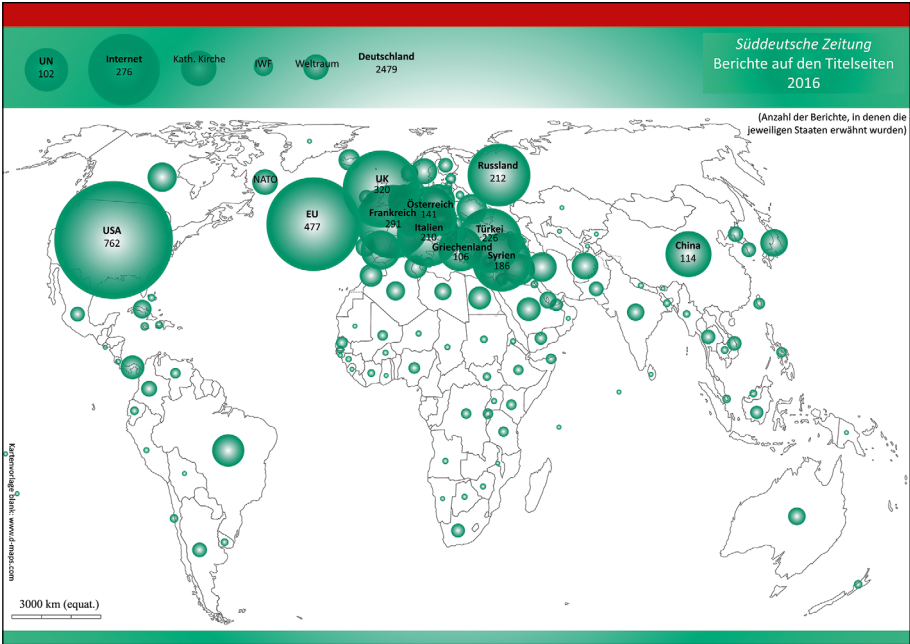 UN
102
Internet
276
Kath. Kirche
IWF
Weltraum
Deutschland
2479
Süddeutsche Zeitung
Berichte auf den Titelseiten
2016
(Anzahl der Berichte, in denen die
jeweiligen Staaten erwähnt wurden)
Russland
212
NATO
UK
320
USA
762
EU
477
Österreich
141
Frankreich
291
Italien
210
Türkei
226
Griechenland
106
Syrien
186
China
114
Kartenvorlage blank: www.d-maps.com
3000 km (equat.)